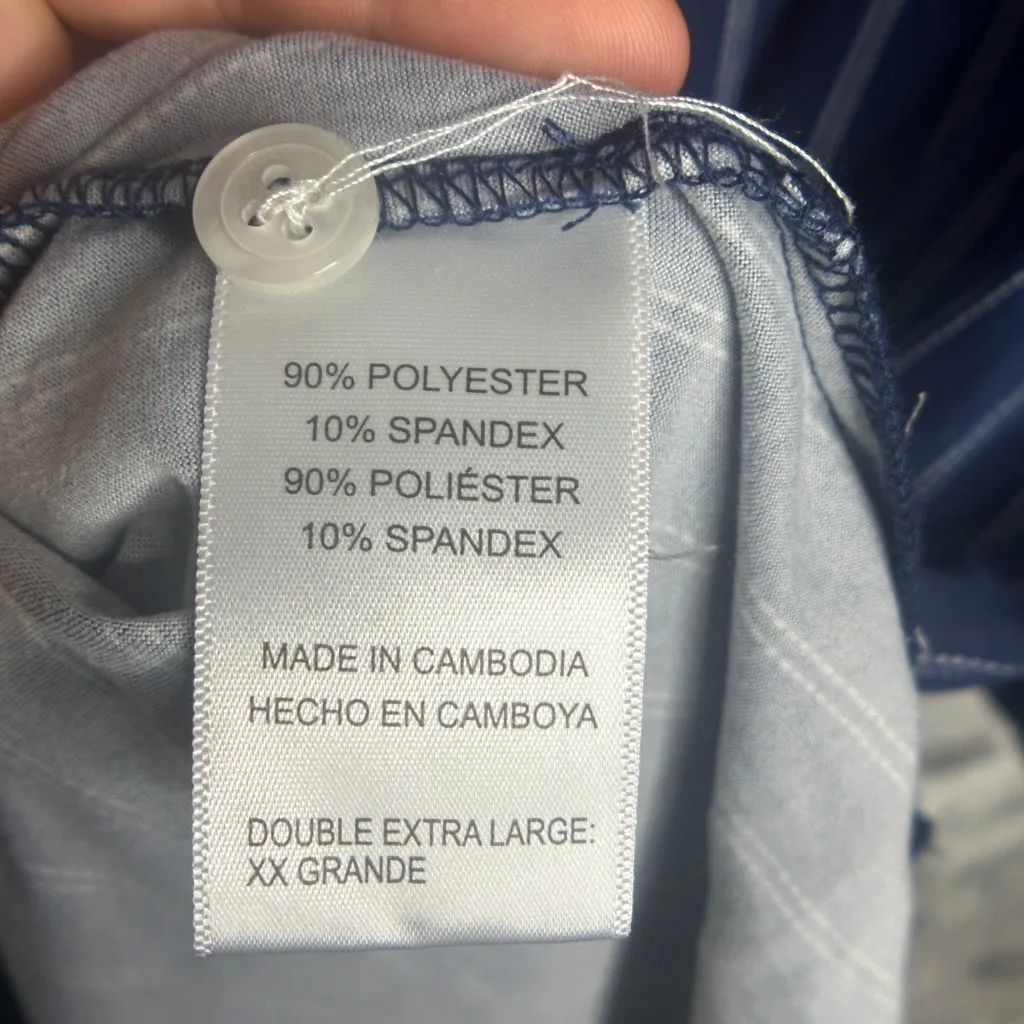 90% POLYESTER
10% SPANDEX
90% POLIÉSTER
10% SPANDEX
MADE IN CAMBODIA
HECHO EN CAMBOYA
DOUBLE EXTRA LARGE:
XX GRANDE